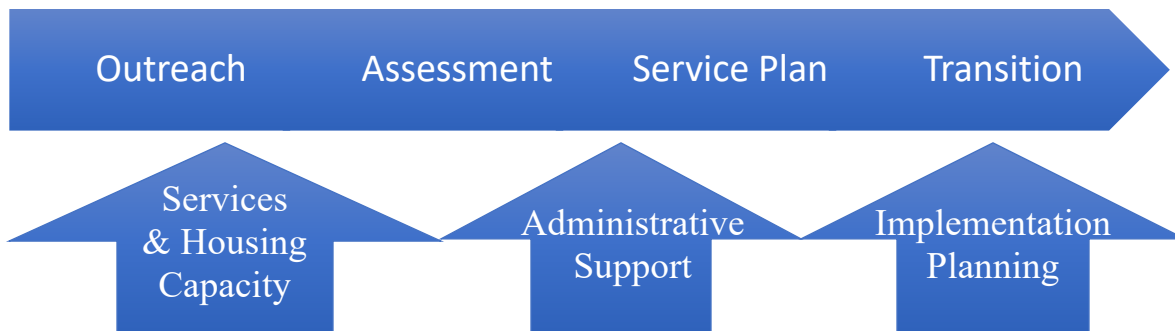 Outreach Assessment Service Plan Transition
Services
& Housing
Capacity
Administrative
Support
Implementation
Planning